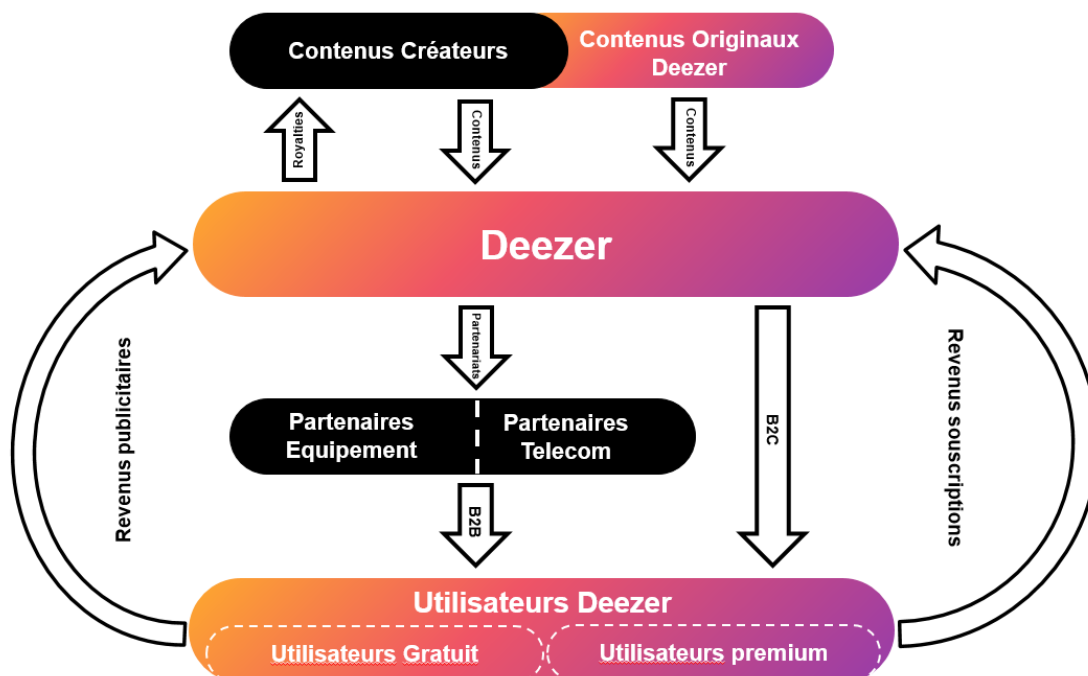 Contenus Créateurs
Contenus Originaux
Deezer
Royalties
Contenus
Contenus
Deezer
Partenariats
Revenus publicitaires
Partenaires
Equipement
Partenaires
Telecom
B2C
Revenus souscriptions
B2B
Utilisateurs Deezer
Utilisateurs Gratuit
Utilisateurs premium